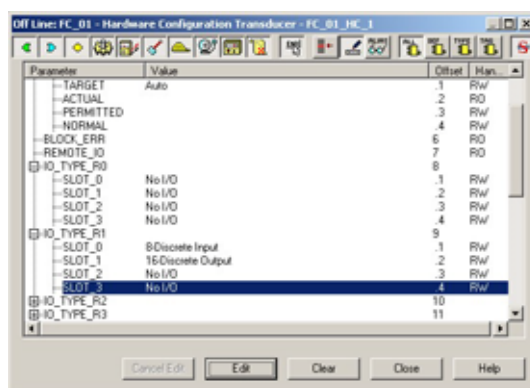 Off Line: FC_01 - Hardware Configuration Transducer - FC_01_HC_1
Parameter Value Offset Han...
TARGET Auto .1 RW
ACTUAL .2 RO
PERMITTED .3 RW
NORMAL .4 RW
BLOCK_ERR 6 RO
REMOTE_IO 7 RO
IO_TYPE_R0 8
SLOT_0 No I/O .1 RW
SLOT_1 No I/O .2 RW
SLOT_2 No I/O .3 RW
SLOT_3 No I/O .4 RW
IO_TYPE_R1 9
SLOT_0 8-Discrete Input .1 RW
SLOT_1 16-Discrete Output .2 RW
SLOT_2 No I/O .3 RW
SLOT_3 No I/O .4 RW
IO_TYPE_R2 10
IO_TYPE_R3 11
Cancel Edit Edit Clear Close Help